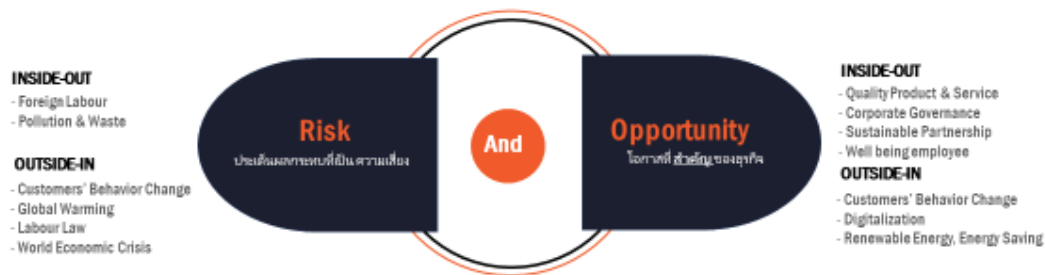 INSIDE-OUT
- Foreign Labour
- Pollution & Waste
OUTSIDE-IN
- Customers' Behavior Change
- Global Warming
- Labour Law
- World Economic Crisis
Risk
ประเด็นผลกระทบที่เป็น ความเสี่ยง
And
Opportunity
โอกาสที่ สำคัญ ของธุรกิจ
INSIDE-OUT
- Quality Product & Service
- Corporate Governance
- Sustainable Partnership
- Well being employee
OUTSIDE-IN
- Customers' Behavior Change
- Digitalization
- Renewable Energy, Energy Saving